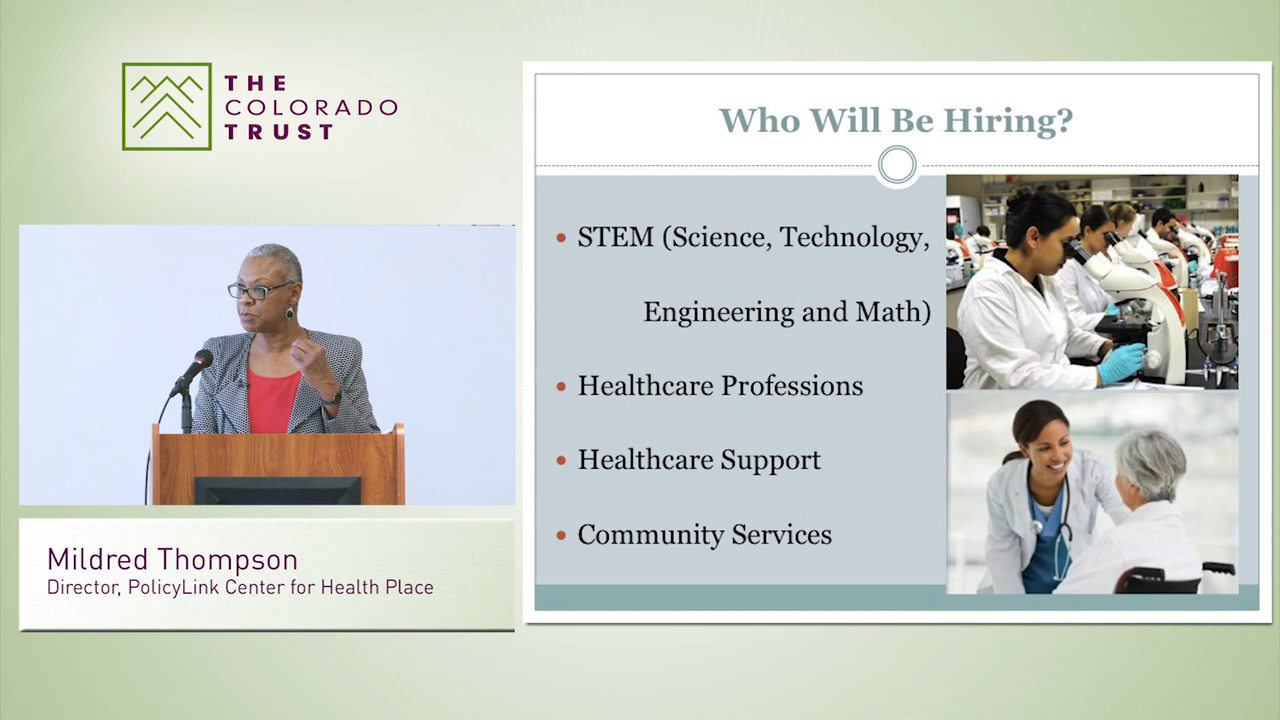 THE
COLORADO
TRUST
Mildred Thompson
Director, PolicyLink Center for Health Place
Who Will Be Hiring?
• STEM (Science, Technology,
Engineering and Math)
• Healthcare Professions
• Healthcare Support
• Community Services